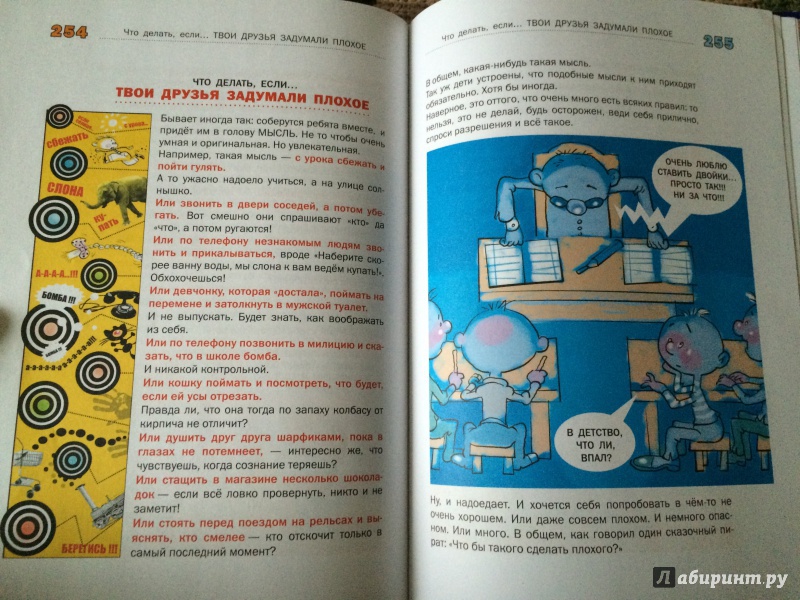 254
Что делать, если... ТВОИ ДРУЗЬЯ ЗАДУМАЛИ ПЛОХОЕ
ЧТО ДЕЛАТЬ, ЕСЛИ...
ТВОИ ДРУЗЬЯ ЗАДУМАЛИ ПЛОХОЕ
Бывает иногда так: соберутся ребята вместе, и
придёт им в голову МЫСЛЬ. Не то чтобы очень
умная и оригинальная. Но увлекательная.
Например, такая мысль — с урока сбежать и
пойти гулять.
А то ужасно надоело учиться, а на улице сол-
нышко.
Или звонить в двери соседей, а потом убе-
гать. Вот смешно они спрашивают «кто» да
«что», а потом ругаются!
Или по телефону незнакомым людям зво-
нить и прикалываться, вроде «Наберите ско-
рее ванну воды, мы слона к вам ведём купать!».
Обхохочешься!
Или девчонку, которая «достала», поймать на
перемене и затолкнуть в мужской туалет.
И не выпускать. Будет знать, как воображать
из себя.
Или по телефону позвонить в милицию и ска-
зать, что в школе бомба.
И никакой контрольной.
Или кошку поймать и посмотреть, что будет,
если ей усы отрезать.
Правда ли, что она тогда по запаху колбасу от
кирпича не отличит?
Или душить друг друга шарфиками, пока в
глазах не потемнеет, — интересно же, что
чувствуешь, когда сознание теряешь?
Или стащить в магазине несколько шокола-
док — если всё ловко провернуть, никто и не
заметит!
Или стоять перед поездом на рельсах и вы-
яснять, кто смелее — кто отскочит только в
самый последний момент?
сбежать
СЛОНА
ку-
пать
А-А-А-А...!!!
БОМБА !!!
а-а-а-а-а-а-а-а!!!
БЕРЕГИСЬ !!!
Что делать, если... ТВОИ ДРУЗЬЯ ЗАДУМАЛИ ПЛОХОЕ
255
В общем, какая-нибудь такая мысль.
Так уж дети устроены, что подобные мысли к ним приходят
обязательно. Хотя бы иногда.
Наверное, это оттого, что очень много есть всяких правил: то
нельзя, это не делай, будь осторожен, веди себя прилично,
спроси разрешения и всё такое.
ОЧЕНЬ ЛЮБЛЮ
СТАВИТЬ ДВОЙКИ...
ПРОСТО ТАК!!!
НИ ЗА ЧТО!!!
В ДЕТСТВО,
ЧТО ЛИ,
ВПАЛ?
Ну, и надоедает. И хочется себя попробовать в чём-то не
очень хорошем. Или даже совсем плохом. И немного опас-
ном. Или много. В общем, как говорил один сказочный пи-
рат: «Что бы такого сделать плохого?»
Лабиринт.ру